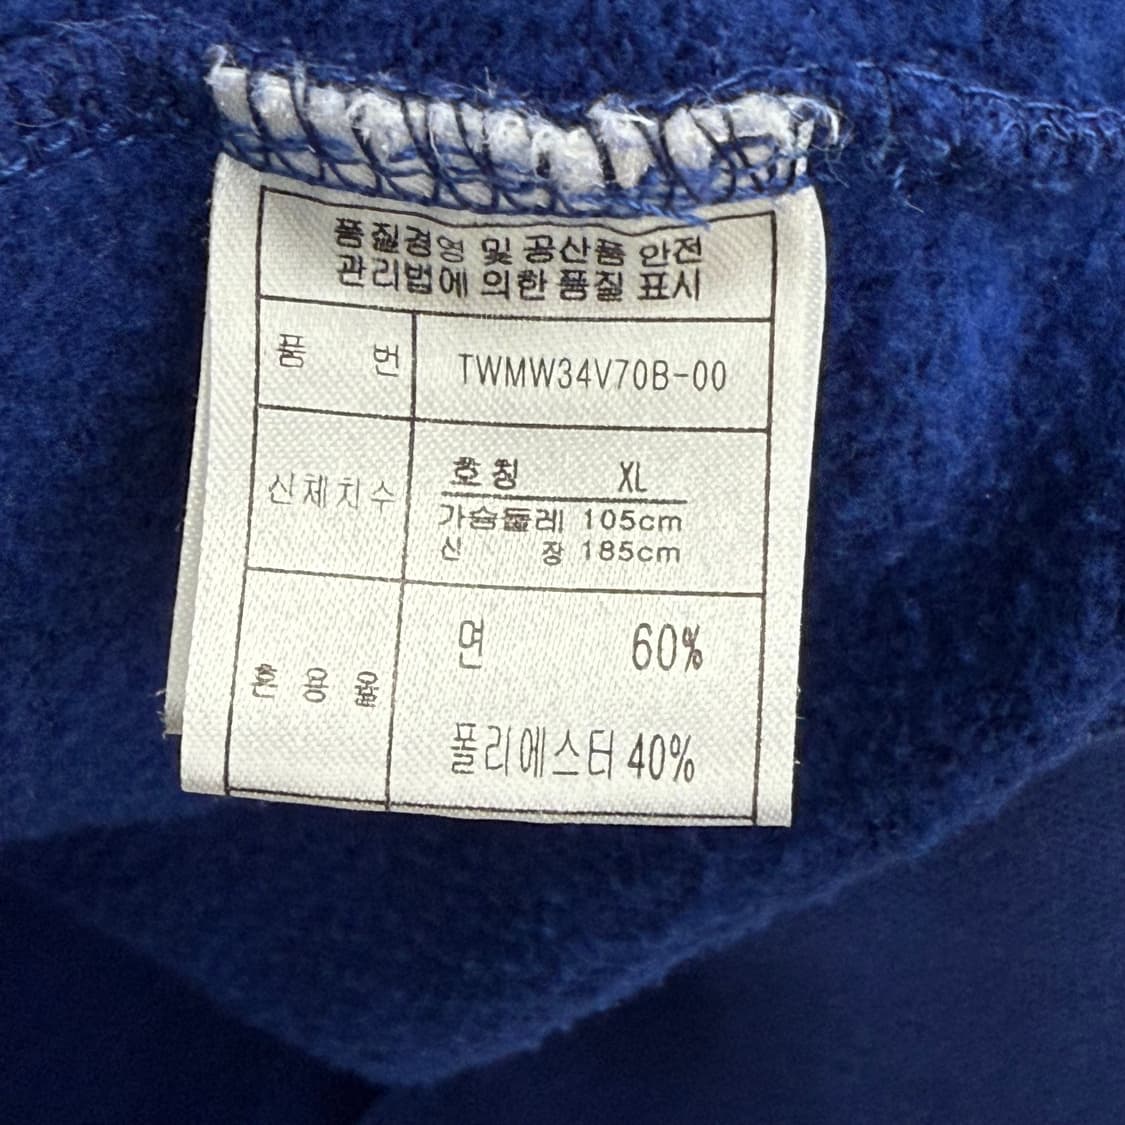 품질경영 및 공산품 안전
관리법에 의한 품질 표시
품 번 TWMW34V70B-00
신체치수
호칭 XL
가슴둘레 105cm
신 장 185cm
혼용율
면 60%
폴리에스터 40%